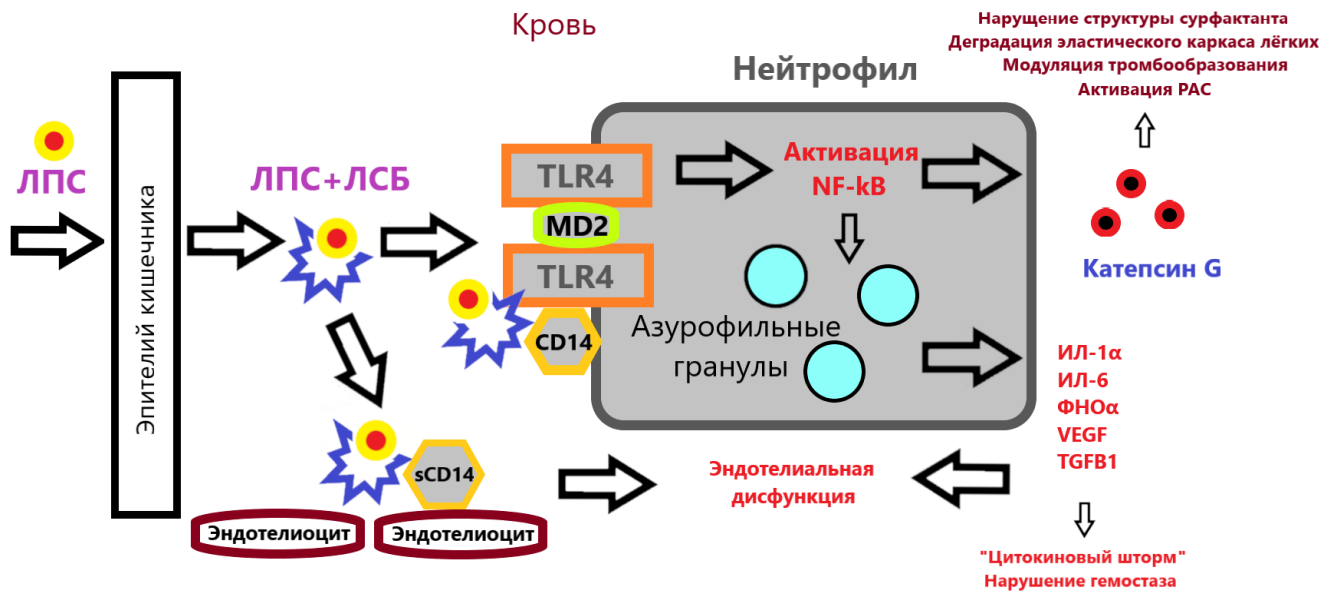 Кровь
Нарущение структуры сурфактанта
Деградация эластического каркаса лёгких
Модуляция тромбообразования
Активация РАС
Нейтрофил
ЛПС
Эпителий кишечника
ЛПС+ЛСБ
TLR4
MD2
TLR4
CD14
Активация
NF-kB
Азурофильные
гранулы
Катепсин G
ИЛ-1α
ИЛ-6
ФНОα
VEGF
TGFB1
sCD14
Эндотелиоцит
Эндотелиоцит
Эндотелиальная
дисфункция
"Цитокиновый шторм"
Нарушение гемостаза